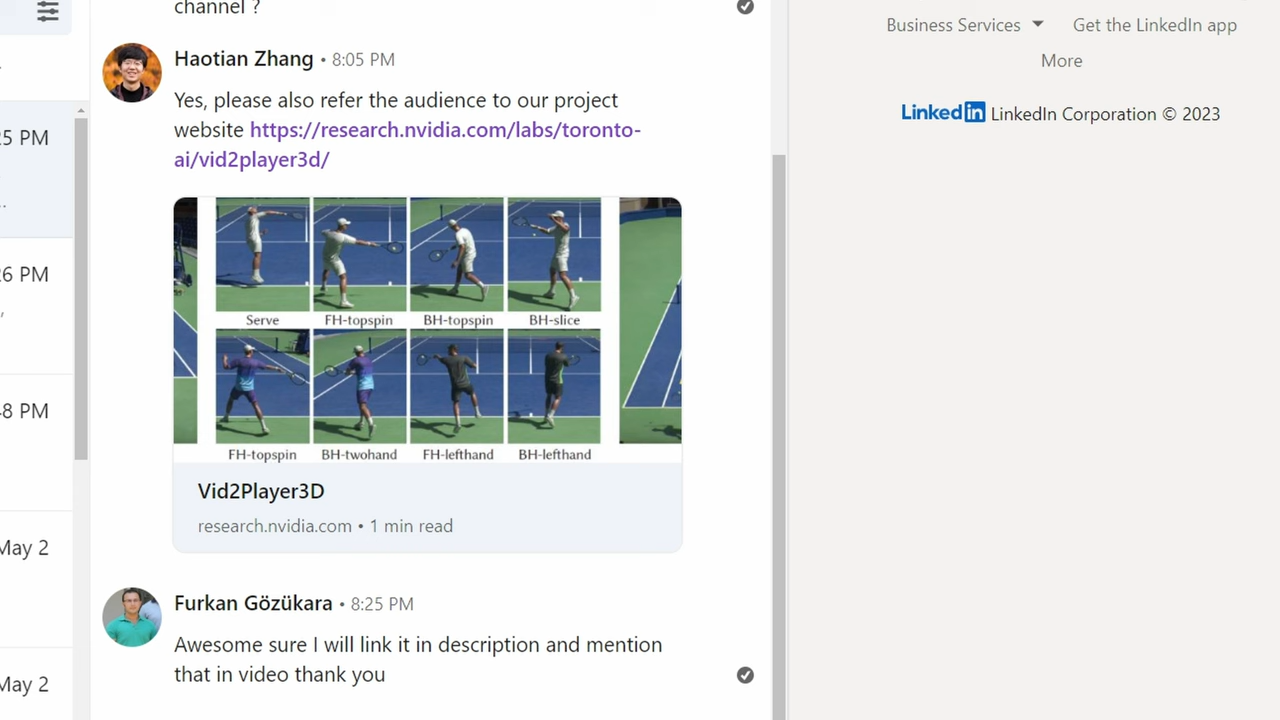 channel ?
Haotian Zhang • 8:05 PM
Yes, please also refer the audience to our project
website https://research.nvidia.com/labs/toronto-
ai/vid2player3d/
Serve FH-topspin BH-topspin BH-slice
FH-topspin BH-twohand FH-lefthand BH-lefthand
Vid2Player3D
research.nvidia.com • 1 min read
Furkan Gözükara • 8:25 PM
Awesome sure I will link it in description and mention
that in video thank you
25 PM
..
26 PM
,
48 PM
May 2
May 2
Business Services Get the LinkedIn app
More
LinkedIn LinkedIn Corporation © 2023